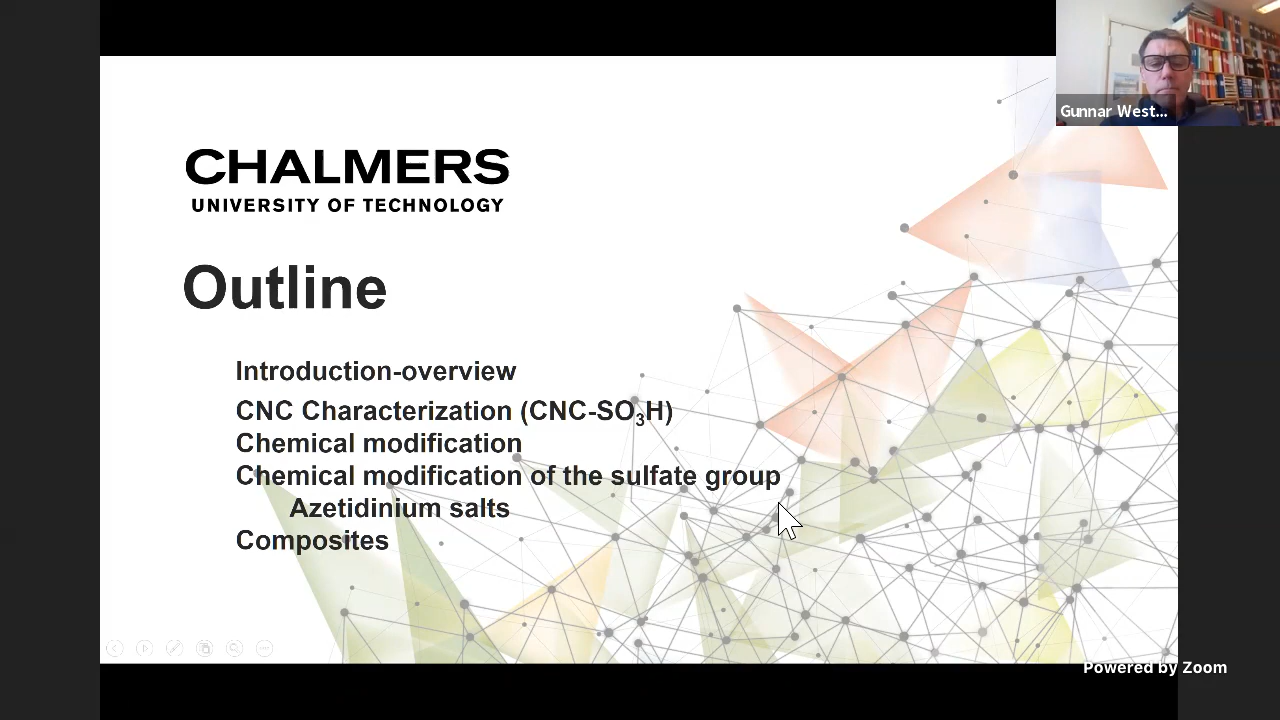 Gunnar West...
CHALMERS
UNIVERSITY OF TECHNOLOGY
Outline
Introduction-overview
CNC Characterization (CNC-SO₃H)
Chemical modification
Chemical modification of the sulfate group
Azetidinium salts
Composites
Powered by Zoom